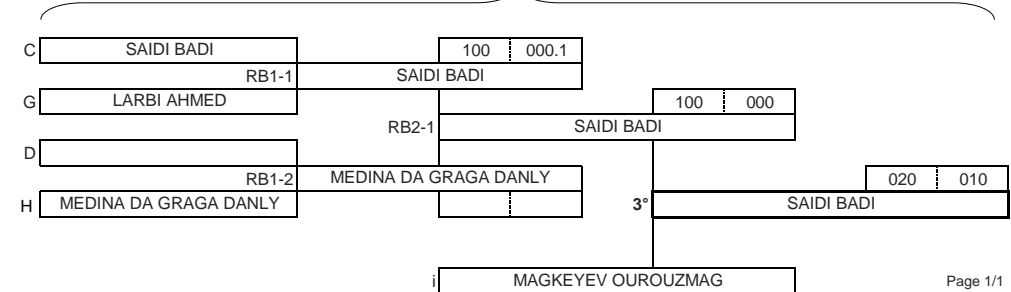 C SAIDI BADI 100 000.1
RB1-1 SAIDI BADI
G LARBI AHMED 100 000
RB2-1 SAIDI BADI
D
RB1-2 MEDINA DA GRAGA DANLY 020 010
H MEDINA DA GRAGA DANLY 3° SAIDI BADI
i MAGKEYEV OUROUZMAG Page 1/1